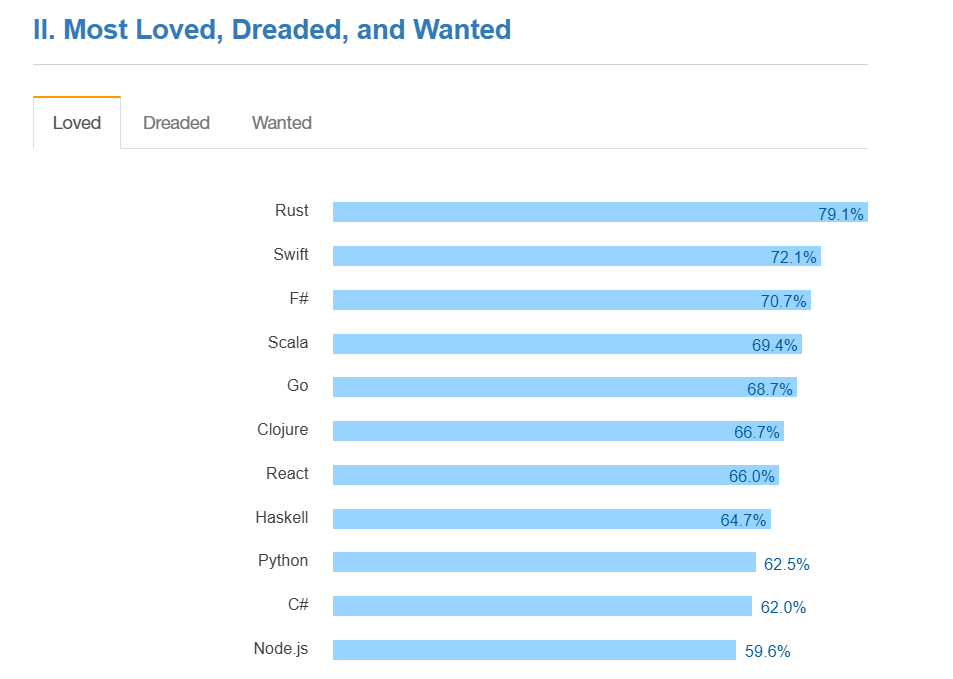 II. Most Loved, Dreaded, and Wanted
Loved Dreaded Wanted
Rust 79.1%
Swift 72.1%
F# 70.7%
Scala 69.4%
Go 68.7%
Clojure 66.7%
React 66.0%
Haskell 64.7%
Python 62.5%
C# 62.0%
Node.js 59.6%